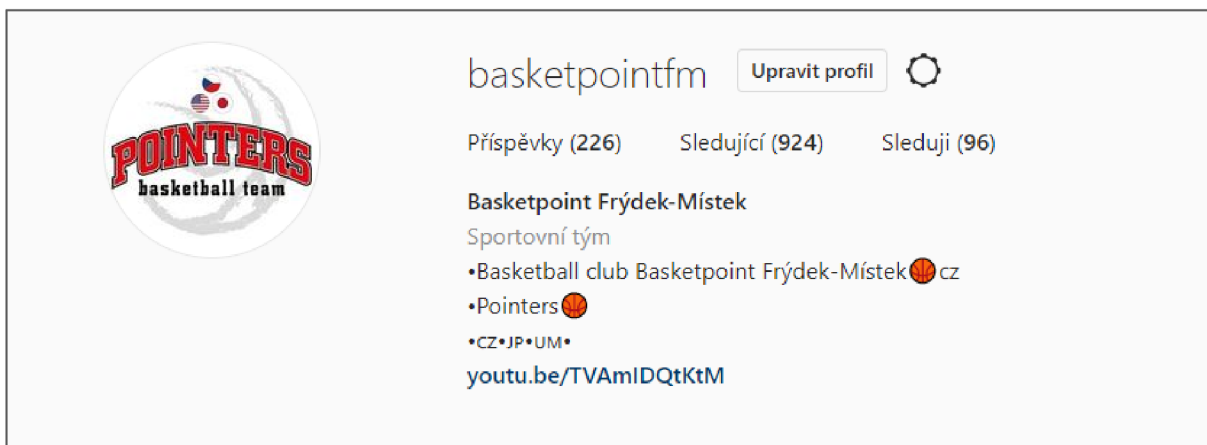 POINTERS
basketball team
basketpointfm Upravit profil
Příspěvky (226) Sledující (924) Sleduji (96)
Basketpoint Frýdek-Místek
Sportovní tým
•Basketball club Basketpoint Frýdek-Místek🏀cz
•Pointers🏀
•CZ•JP•UM•
youtu.be/TVAmIDQtKtM